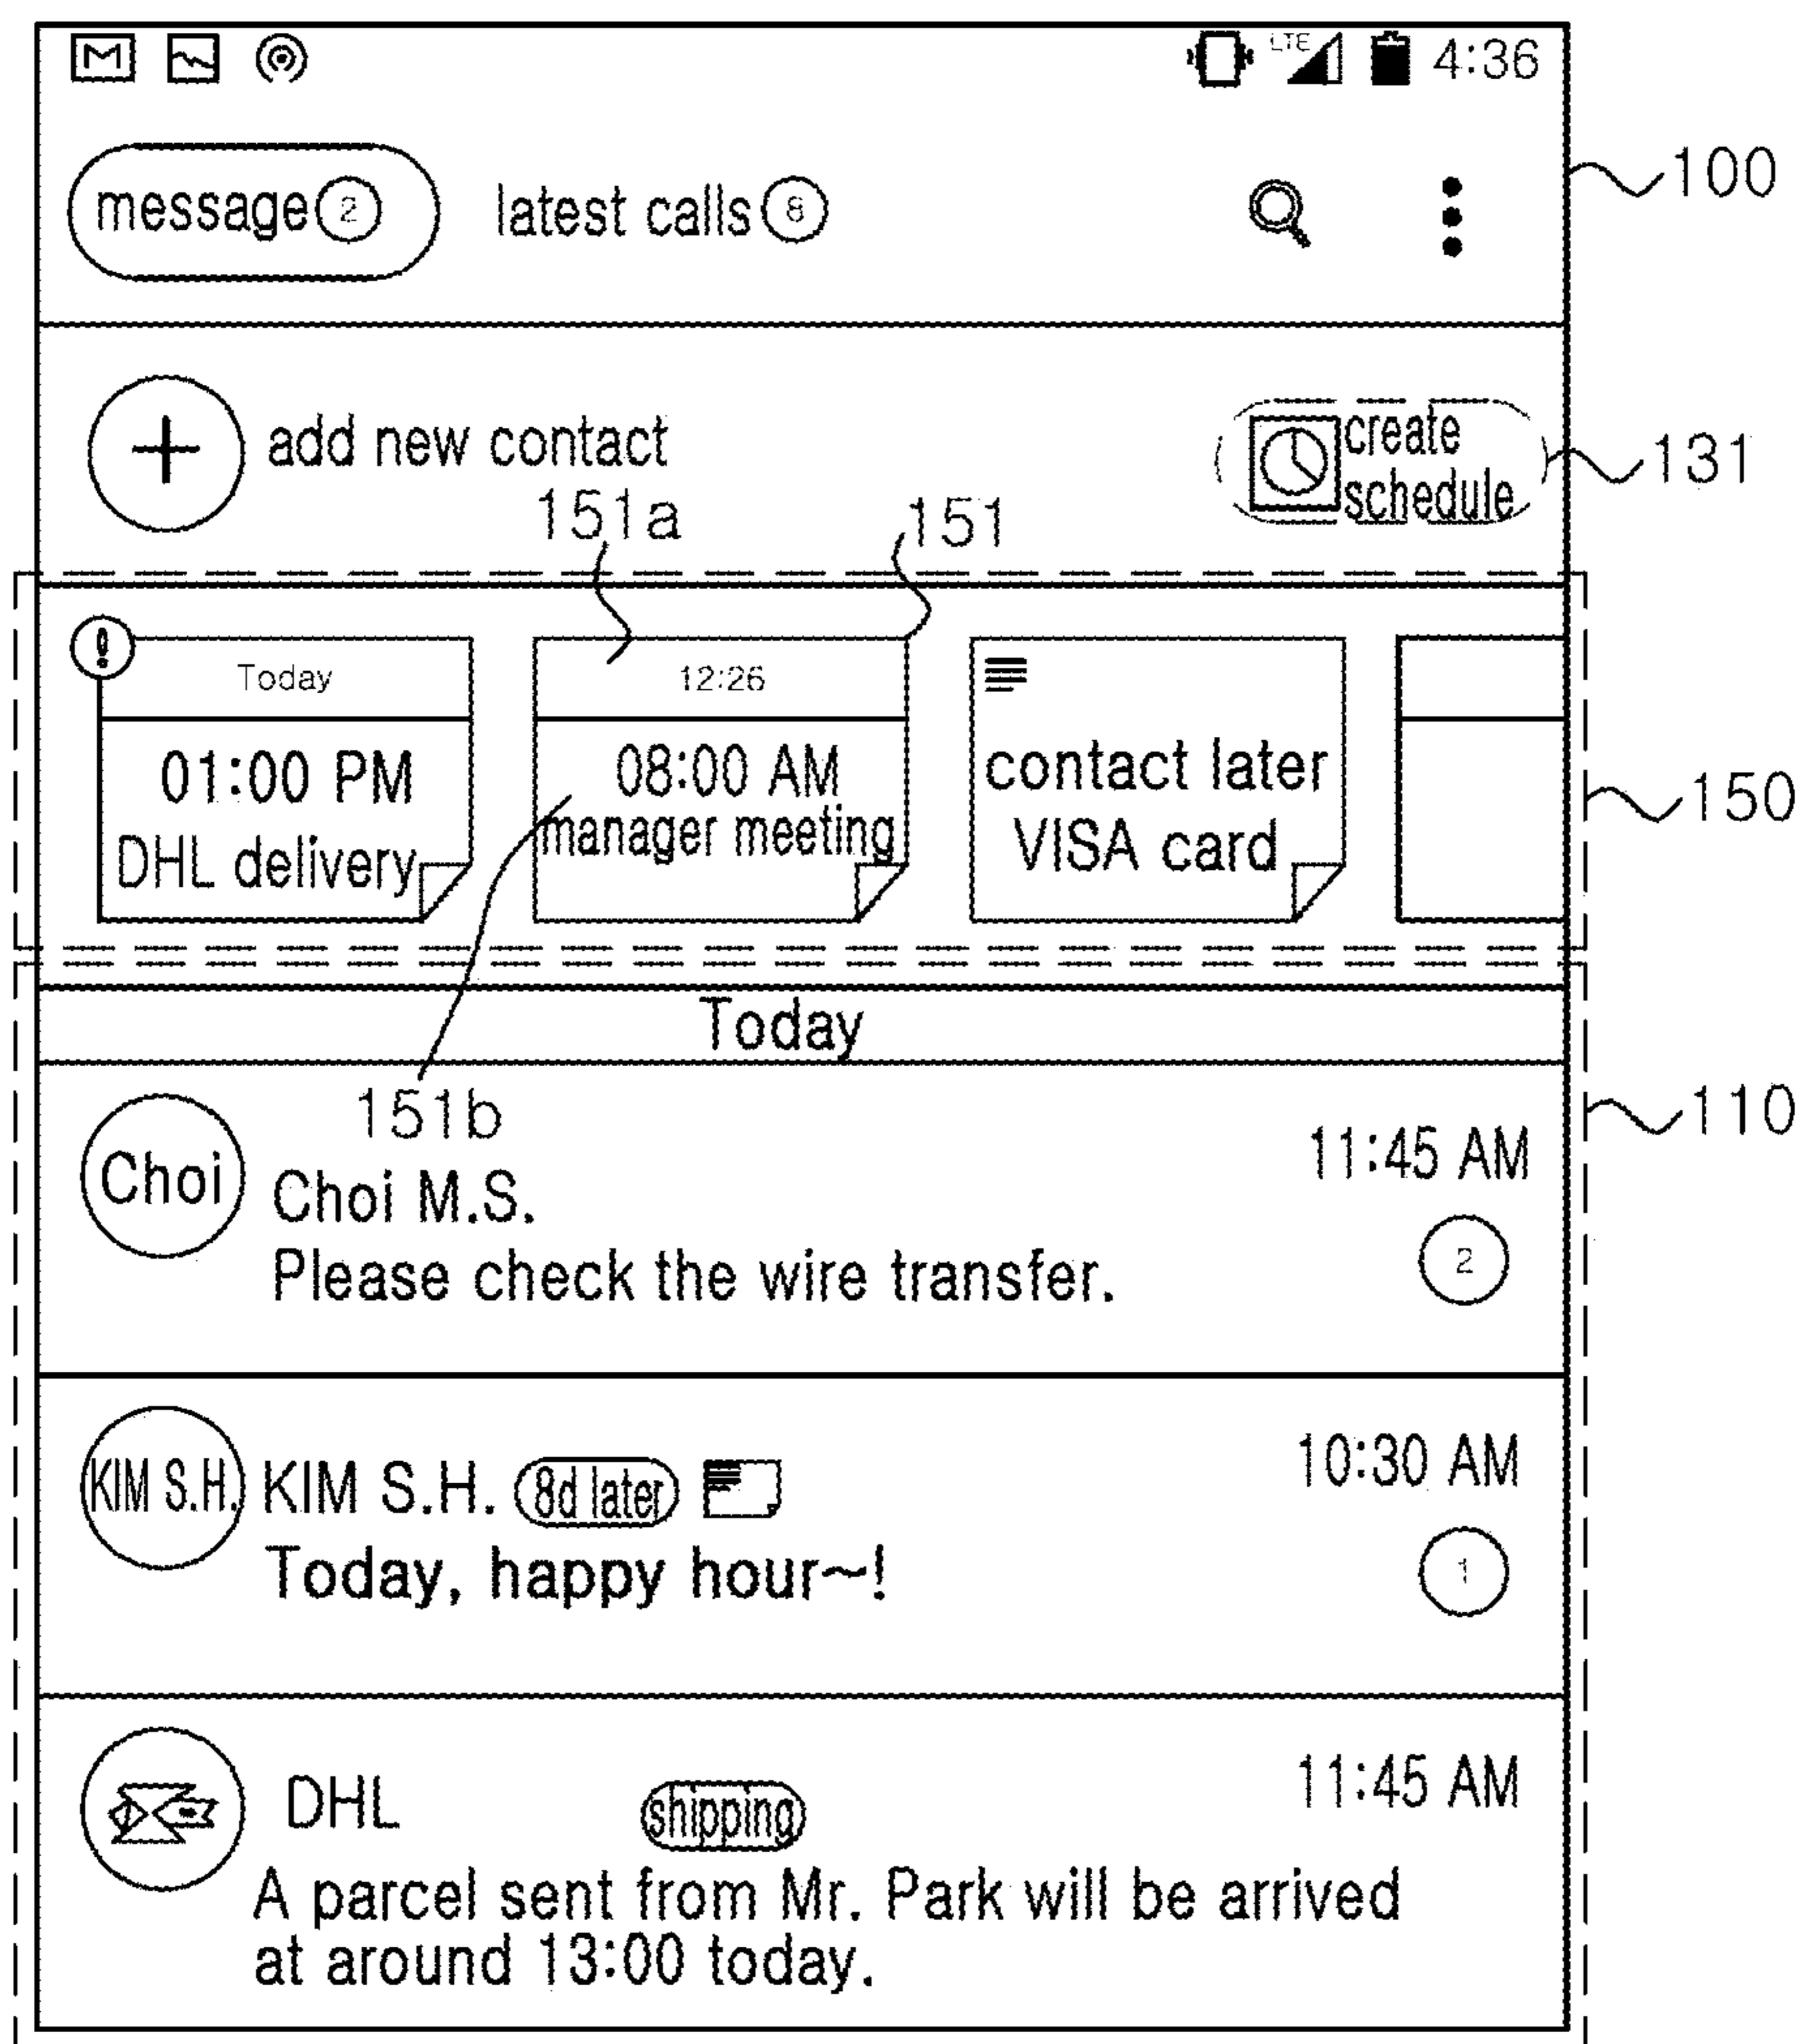 LTE 4:36
100
message 2 latest calls 8
add new contact
create
schedule
131
151a
151
Today
12:26
01:00 PM
DHL delivery
08:00 AM
manager meeting
contact later
VISA card
150
Today
151b
110
Choi
Choi M.S.
11:45 AM
Please check the wire transfer.
2
KIM S.H.
KIM S.H. 8d later
10:30 AM
Today, happy hour~!
1
DHL shipping
11:45 AM
A parcel sent from Mr. Park will be arrived
at around 13:00 today.